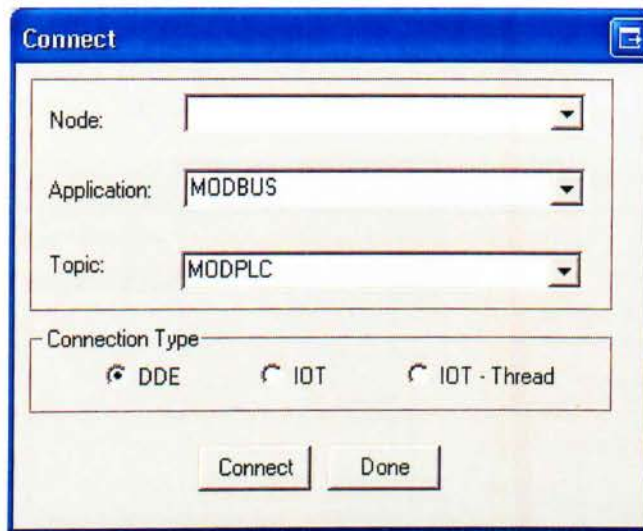 Connect
Node:
Application: MODBUS
Topic: MODPLC
Connection Type
DDE IOT IOT - Thread
Connect Done